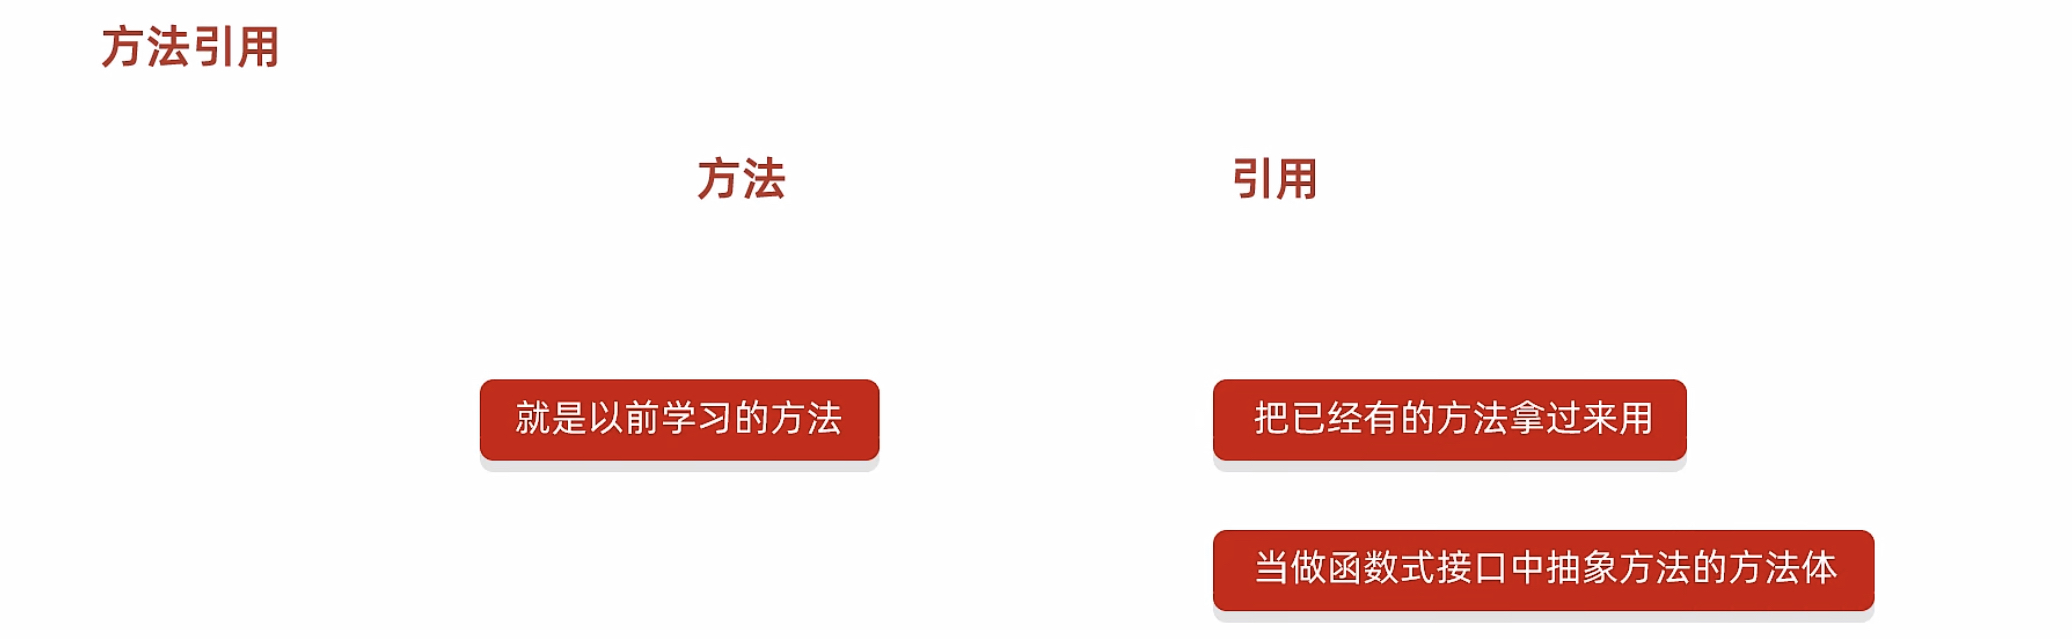 方法引用
方法
引用
就是以前学习的方法
把已经有的方法拿过来用
当做函数式接口中抽象方法的方法体